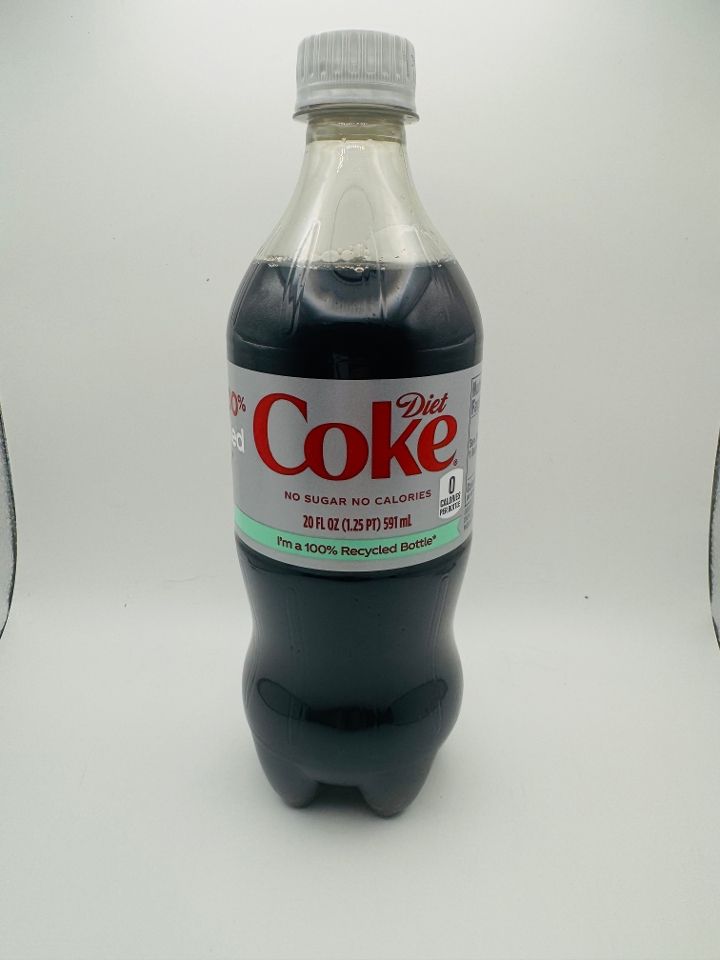 Diet
Coke®
NO SUGAR NO CALORIES
20 FL OZ (1.25 PT) 591 mL
I'm a 100% Recycled Bottle*
0
CALORIES
PER BOTTLE